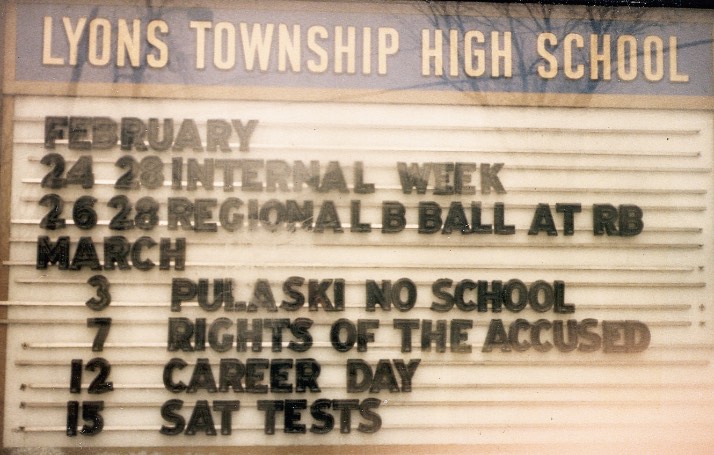 LYONS TOWNSHIP HIGH SCHOOL
FEBRUARY
24 28 INTERNAL WEEK
26 28 REGIONAL B BALL AT RB
MARCH
3 PULASKI NO SCHOOL
7 RIGHTS OF THE ACCUSED
12 CAREER DAY
15 SAT TESTS